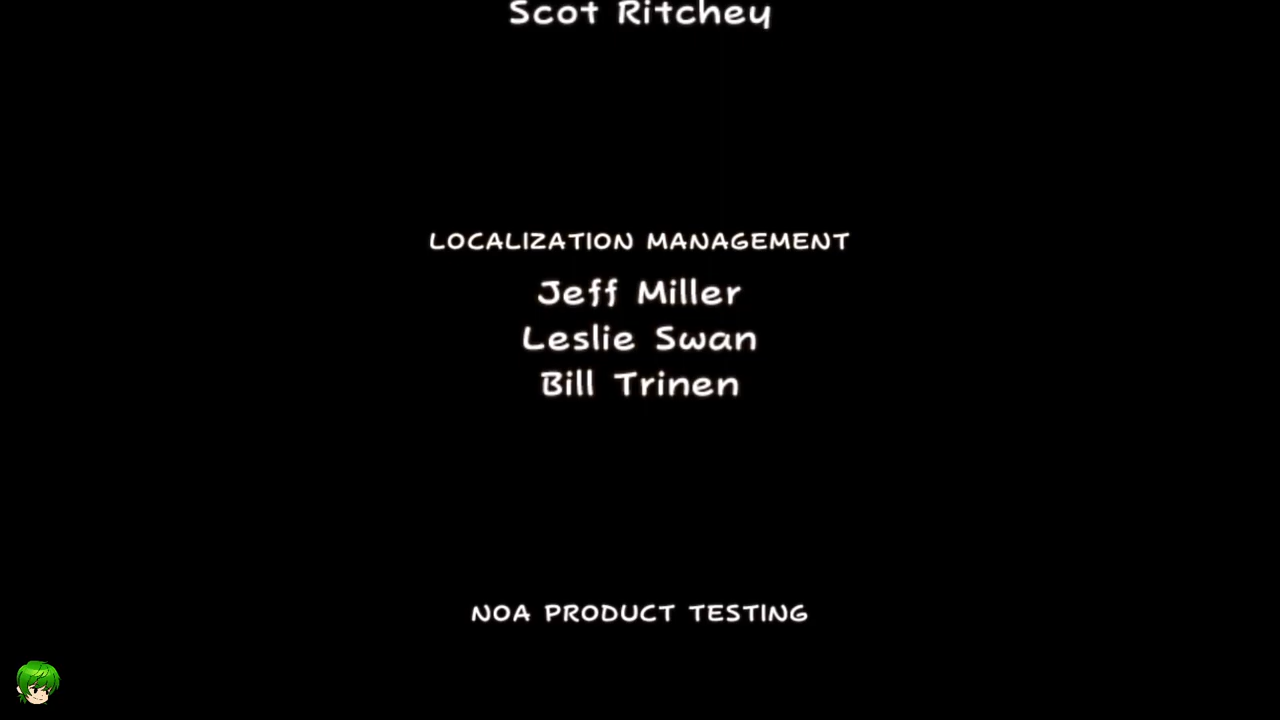 Scot Ritchey
LOCALIZATION MANAGEMENT
Jeff Miller
Leslie Swan
Bill Trinen
NOA PRODUCT TESTING